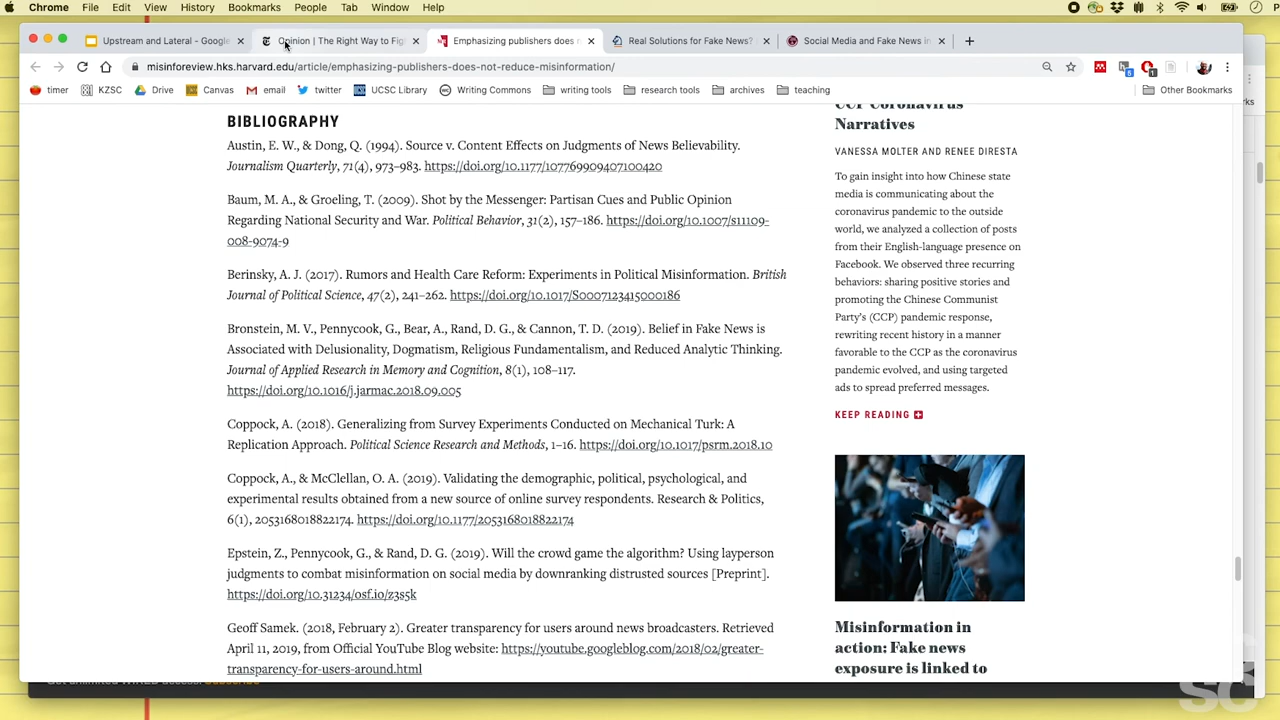 Chrome File Edit View History Bookmarks People Tab Window Help
Upstream and Lateral - Google Opinion | The Right Way to Fig Emphasizing publishers does n Real Solutions for Fake News? Social Media and Fake News in
misinforeview.hks.harvard.edu/article/emphasizing-publishers-does-not-reduce-misinformation/
timer KZSC Drive Canvas email twitter UCSC Library Writing Commons writing tools research tools archives teaching Other Bookmarks
BIBLIOGRAPHY
Austin, E. W., & Dong, Q. (1994). Source v. Content Effects on Judgments of News Believability.
Journalism Quarterly, 71(4), 973–983. https://doi.org/10.1177/107769909407100420
Baum, M. A., & Groeling, T. (2009). Shot by the Messenger: Partisan Cues and Public Opinion
Regarding National Security and War. Political Behavior, 31(2), 157–186. https://doi.org/10.1007/s11109-
008-9074-9
Berinsky, A. J. (2017). Rumors and Health Care Reform: Experiments in Political Misinformation. British
Journal of Political Science, 47(2), 241–262. https://doi.org/10.1017/S0007123415000186
Bronstein, M. V., Pennycook, G., Bear, A., Rand, D. G., & Cannon, T. D. (2019). Belief in Fake News is
Associated with Delusionality, Dogmatism, Religious Fundamentalism, and Reduced Analytic Thinking.
Journal of Applied Research in Memory and Cognition, 8(1), 108–117.
https://doi.org/10.1016/j.jarmac.2018.09.005
Coppock, A. (2018). Generalizing from Survey Experiments Conducted on Mechanical Turk: A
Replication Approach. Political Science Research and Methods, 1–16. https://doi.org/10.1017/psrm.2018.10
Coppock, A., & McClellan, O. A. (2019). Validating the demographic, political, psychological, and
experimental results obtained from a new source of online survey respondents. Research & Politics,
6(1), 2053168018822174. https://doi.org/10.1177/2053168018822174
Epstein, Z., Pennycook, G., & Rand, D. G. (2019). Will the crowd game the algorithm? Using layperson
judgments to combat misinformation on social media by downranking distrusted sources [Preprint].
https://doi.org/10.31234/osf.io/z3s5k
Geoff Samek. (2018, February 2). Greater transparency for users around news broadcasters. Retrieved
April 11, 2019, from Official YouTube Blog website: https://youtube.googleblog.com/2018/02/greater-
transparency-for-users-around.html
CCP Coronavirus
Narratives
VANESSA MOLTER AND RENEE DIRESTA
To gain insight into how Chinese state
media is communicating about the
coronavirus pandemic to the outside
world, we analyzed a collection of posts
from their English-language presence on
Facebook. We observed three recurring
behaviors: sharing positive stories and
promoting the Chinese Communist
Party's (CCP) pandemic response,
rewriting recent history in a manner
favorable to the CCP as the coronavirus
pandemic evolved, and using targeted
ads to spread preferred messages.
KEEP READING
Misinformation in
action: Fake news
exposure is linked to